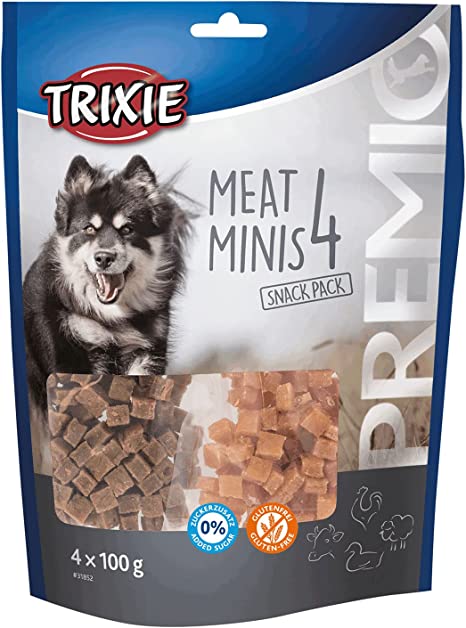 TRIXIE
MEAT
MINIS 4
SNACK PACK
PREMIO
ZUCKERZUSATZ
0%
ADDED SUGAR
GLUTENFREI
GLUTEN-FREE
4 x 100 g
#31852